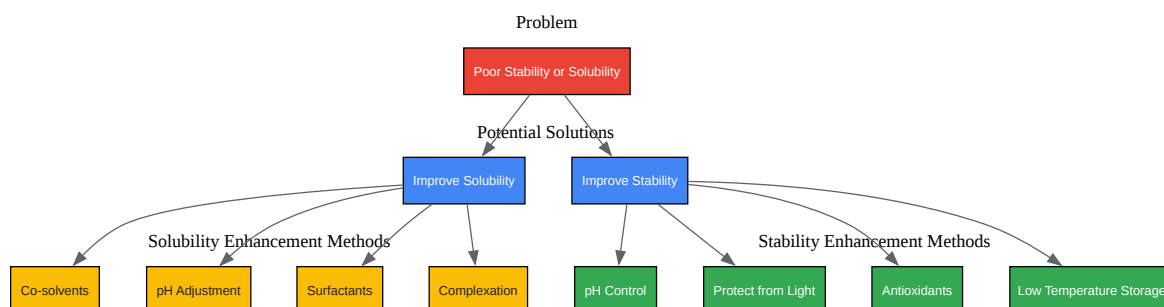 Problem
Poor Stability or Solubility
Potential Solutions
Improve Solubility
Improve Stability
Solubility Enhancement Methods
Stability Enhancement Methods
Co-solvents
pH Adjustment
Surfactants
Complexation
pH Control
Protect from Light
Antioxidants
Low Temperature Storage